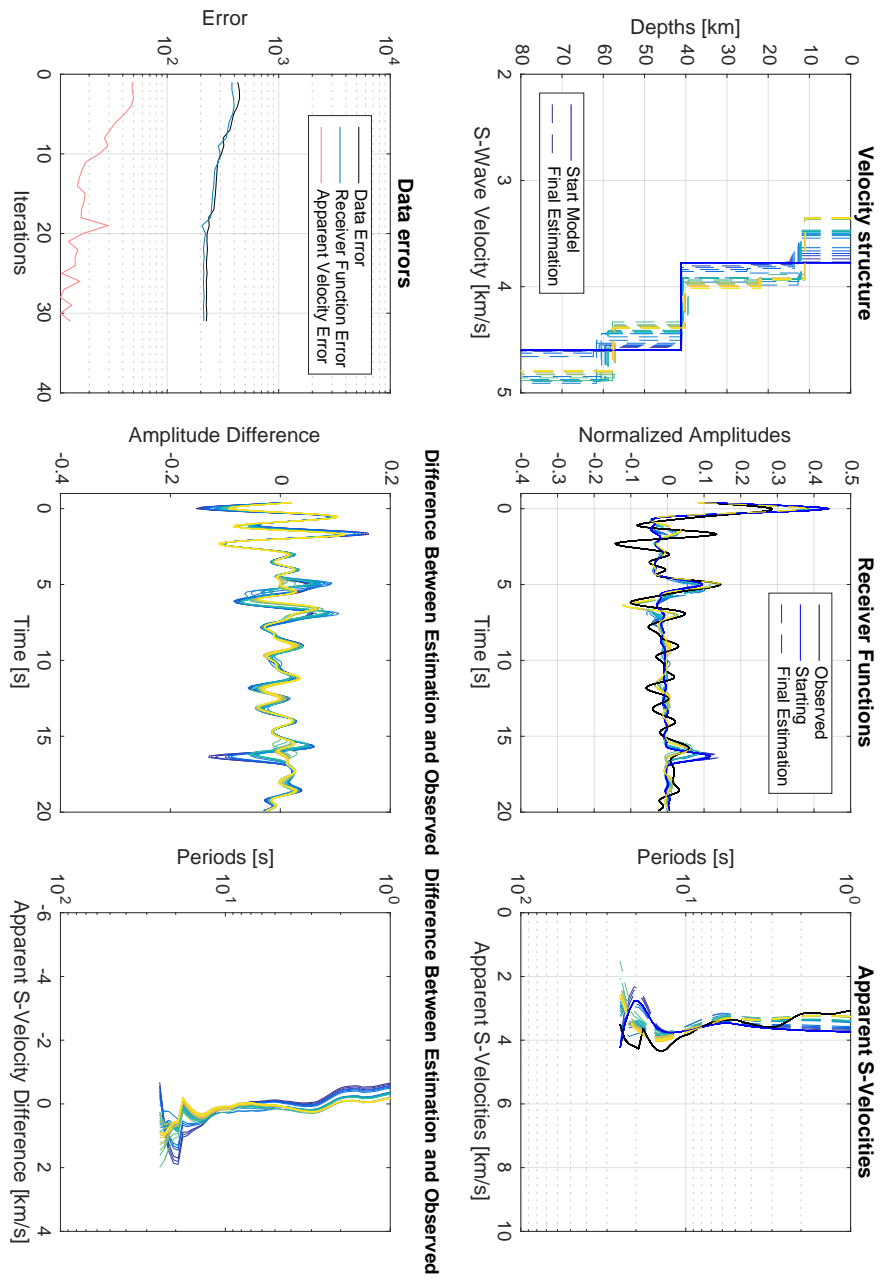 Velocity structure
Depths [km]
0
10
20
30
40
50
60
70
80
2
3
4
5
S-Wave Velocity [km/s]
Start Model
Final Estimation
Receiver Functions
Normalized Amplitudes
0.5
0.4
0.3
0.2
0.1
0
-0.1
-0.2
-0.3
-0.4
0
5
10
15
20
Time [s]
Observed
Starting
Final Estimation
Apparent S-Velocities
Periods [s]
10^0
10^1
10^2
0
2
4
6
8
10
Apparent S-Velocities [km/s]
Data errors
Error
10^4
10^3
10^2
0
10
20
30
40
Iterations
Data Error
Receiver Function Error
Apparent Velocity Error
Difference Between Estimation and Observed
Amplitude Difference
0.2
0
-0.2
-0.4
0
5
10
15
20
Time [s]
Difference Between Estimation and Observed
Periods [s]
10^0
10^1
10^2
-6
-4
-2
0
2
4
Apparent S-Velocity Difference [km/s]